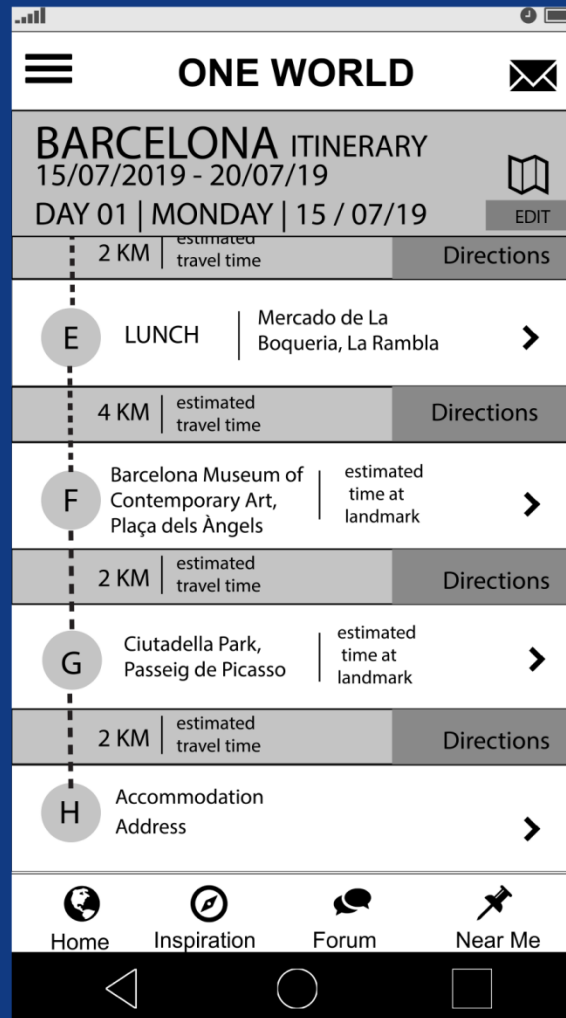 ONE WORLD
BARCELONA ITINERARY
15/07/2019 - 20/07/19
DAY 01 | MONDAY | 15 / 07/19
EDIT
2 KM
estimated
travel time
Directions
E
LUNCH
Mercado de La
Boqueria, La Rambla
4 KM
estimated
travel time
Directions
F
Barcelona Museum of
Contemporary Art,
Plaça dels Àngels
estimated
time at
landmark
2 KM
estimated
travel time
Directions
G
Ciutadella Park,
Passeig de Picasso
estimated
time at
landmark
2 KM
estimated
travel time
Directions
H
Accommodation
Address
Home
Inspiration
Forum
Near Me